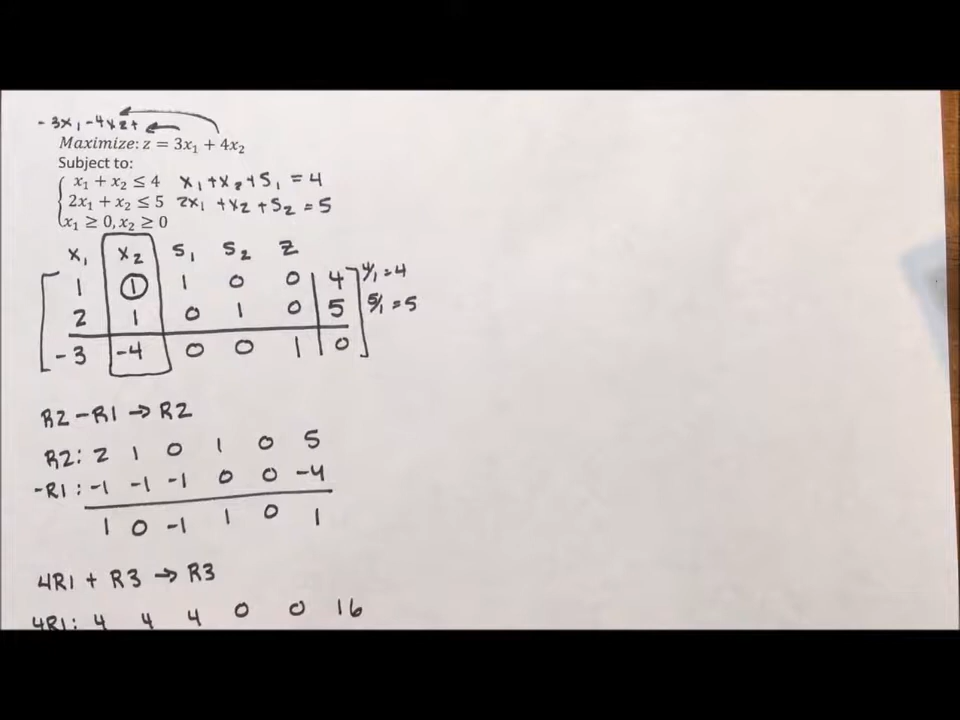 - 3x₁ - 4x₂ +
Maximize: z = 3x₁ + 4x₂
Subject to:
x₁ + x₂ ≤ 4 x₁ + x₂ + S₁ = 4
2x₁ + x₂ ≤ 5 2x₁ + x₂ + S₂ = 5
x₁ ≥ 0, x₂ ≥ 0
x₁ x₂ S₁ S₂ Z
1 1 1 0 0 4 4/1 = 4
2 1 0 1 0 5 5/1 = 5
-3 -4 0 0 1 0
R2 - R1 → R2
R2: 2 1 0 1 0 5
-R1: -1 -1 -1 0 0 -4
1 0 -1 1 0 1
4R1 + R3 → R3
4R1: 4 4 4 0 0 16